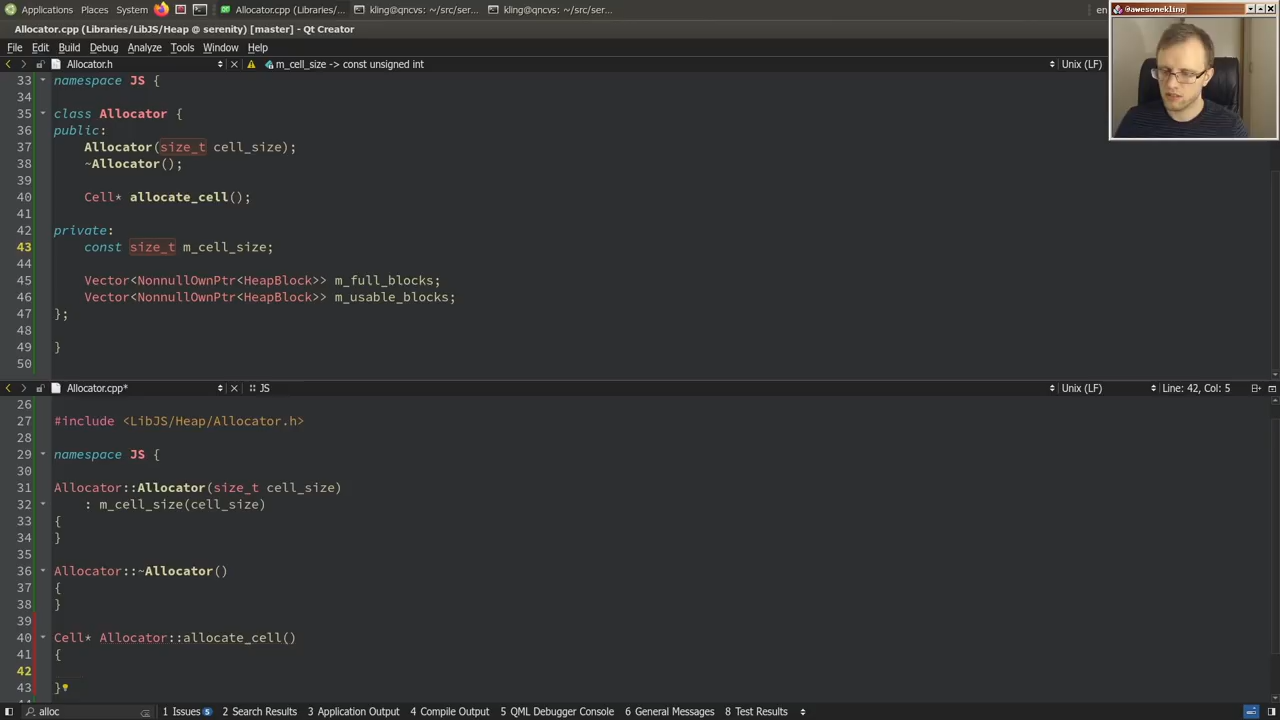 Applications Places System Allocator.cpp (Libraries/... kling@qncvs: ~/src/ser... kling@qncvs: ~/src/ser... en
@awesomekling
Allocator.cpp (Libraries/LibJS/Heap @ serenity) [master] - Qt Creator
File Edit Build Debug Analyze Tools Window Help
Allocator.h m_cell_size -> const unsigned int Unix (LF)
33 namespace JS {
34
35 class Allocator {
36 public:
37 Allocator(size_t cell_size);
38 ~Allocator();
39
40 Cell* allocate_cell();
41
42 private:
43 const size_t m_cell_size;
44
45 Vector<NonnullOwnPtr<HeapBlock>> m_full_blocks;
46 Vector<NonnullOwnPtr<HeapBlock>> m_usable_blocks;
47 };
48
49 }
50
Allocator.cpp* JS Unix (LF) Line: 42, Col: 5
26
27 #include <LibJS/Heap/Allocator.h>
28
29 namespace JS {
30
31 Allocator::Allocator(size_t cell_size)
32 : m_cell_size(cell_size)
33 {
34 }
35
36 Allocator::~Allocator()
37 {
38 }
39
40 Cell* Allocator::allocate_cell()
41 {
42
43 }
alloc 1 Issues 5 2 Search Results 3 Application Output 4 Compile Output 5 QML Debugger Console 6 General Messages 8 Test Results